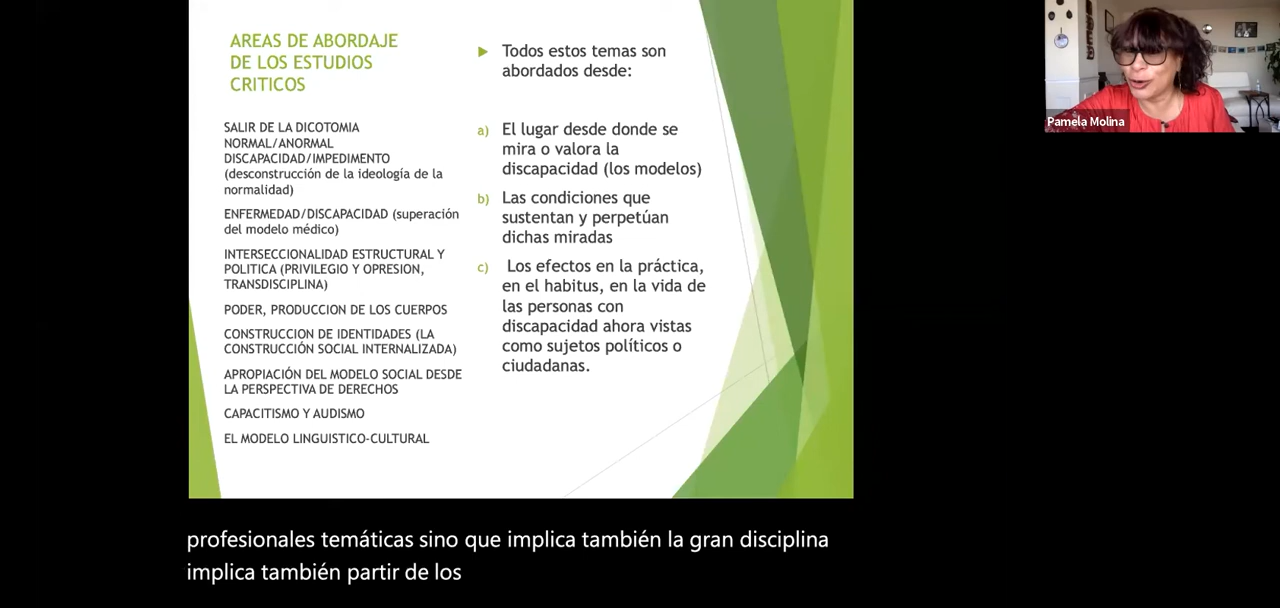 AREAS DE ABORDAJE
DE LOS ESTUDIOS
CRITICOS
SALIR DE LA DICOTOMIA
NORMAL/ANORMAL
DISCAPACIDAD/IMPEDIMENTO
(desconstrucción de la ideología de la
normalidad)
ENFERMEDAD/DISCAPACIDAD (superación
del modelo médico)
INTERSECCIONALIDAD ESTRUCTURAL Y
POLITICA (PRIVILEGIO Y OPRESION,
TRANSDISCIPLINA)
PODER, PRODUCCION DE LOS CUERPOS
CONSTRUCCION DE IDENTIDADES (LA
CONSTRUCCIÓN SOCIAL INTERNALIZADA)
APROPIACIÓN DEL MODELO SOCIAL DESDE
LA PERSPECTIVA DE DERECHOS
CAPACITISMO Y AUDISMO
EL MODELO LINGUISTICO-CULTURAL
Todos estos temas son
abordados desde:
a) El lugar desde donde se
mira o valora la
discapacidad (los modelos)
b) Las condiciones que
sustentan y perpetúan
dichas miradas
c) Los efectos en la práctica,
en el habitus, en la vida de
las personas con
discapacidad ahora vistas
como sujetos políticos o
ciudadanas.
Pamela Molina
profesionales temáticas sino que implica también la gran disciplina
implica también partir de los